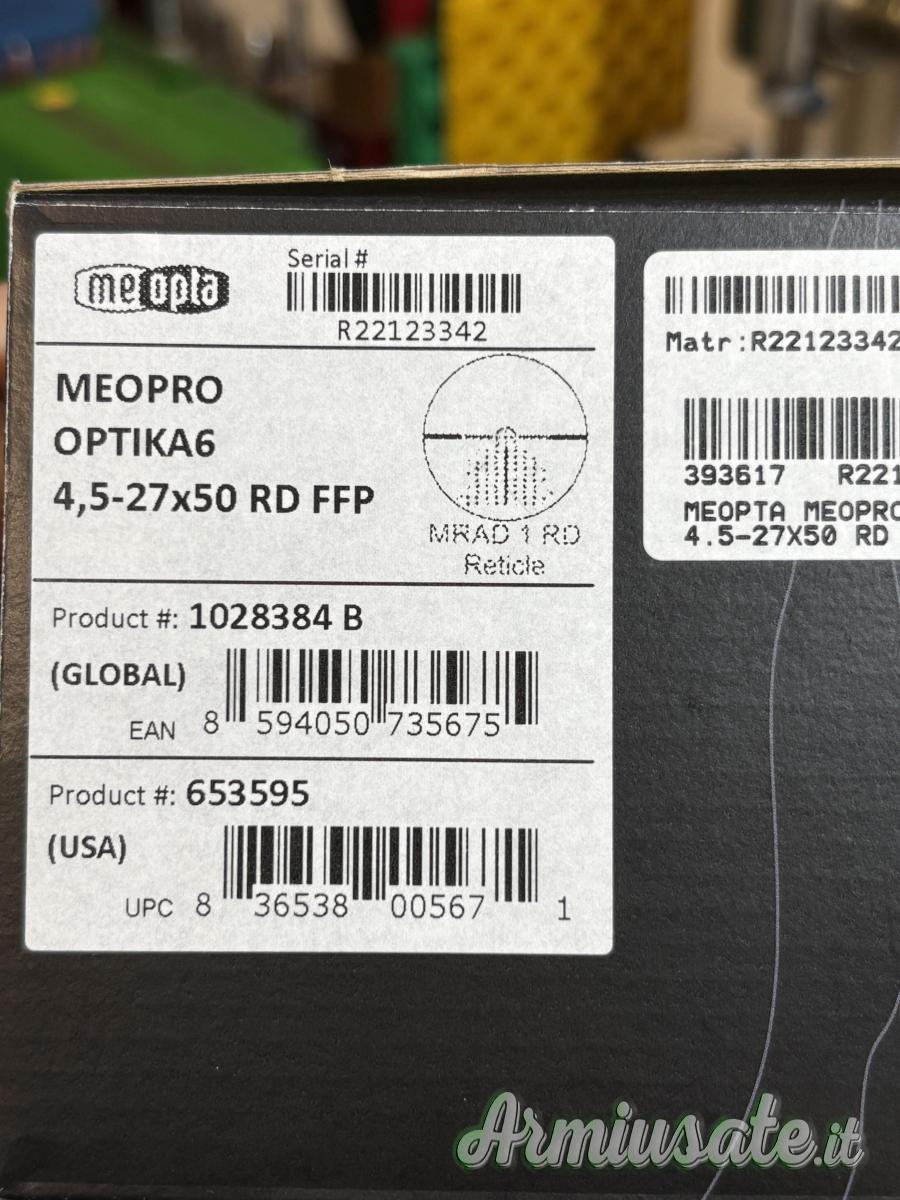 meopta
Serial #
R22123342
MEOPRO
OPTIKA6
4,5-27x50 RD FFP
MRAD 1 RD
Reticle
Product #: 1028384 B
(GLOBAL)
EAN 8 594050 735675
Product #: 653595
(USA)
UPC 8 36538 00567 1
Matr:R22123342
393617 R221
MEOPTA MEOPRO
4.5-27X50 RD
Armiusate.it